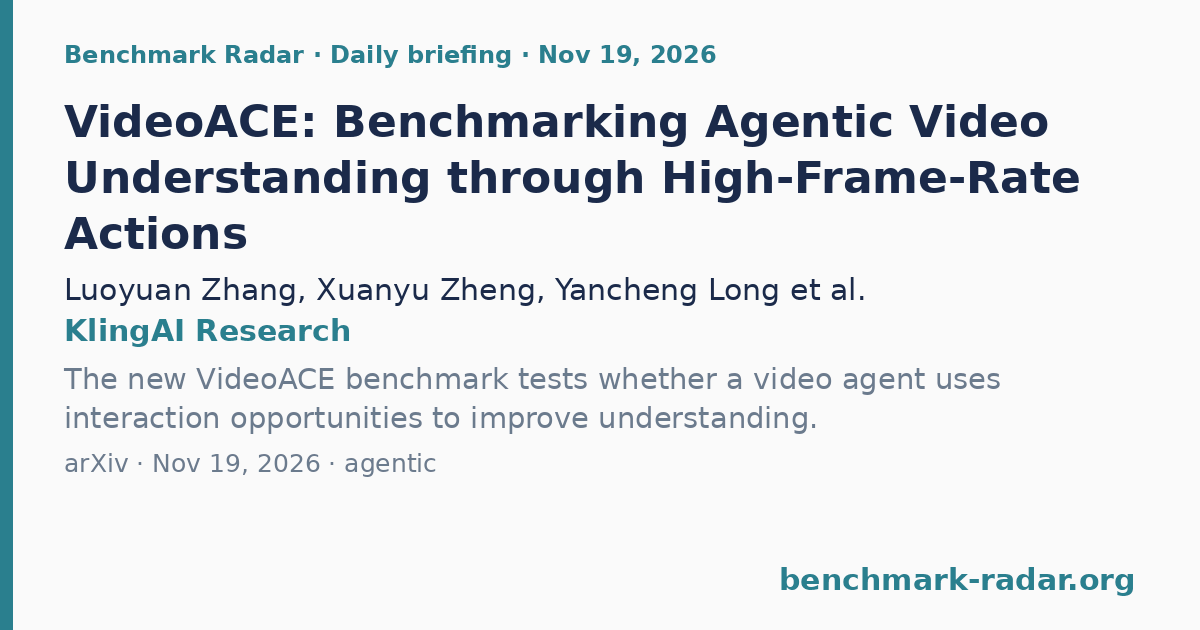 Benchmark Radar · Daily briefing · Nov 19, 2026
VideoACE: Benchmarking Agentic Video
Understanding through High-Frame-Rate
Actions
Luoyuan Zhang, Xuanyu Zheng, Yancheng Long et al.
KlingAI Research
The new VideoACE benchmark tests whether a video agent uses
interaction opportunities to improve understanding.
arXiv · Nov 19, 2026 · agentic
benchmark-radar.org